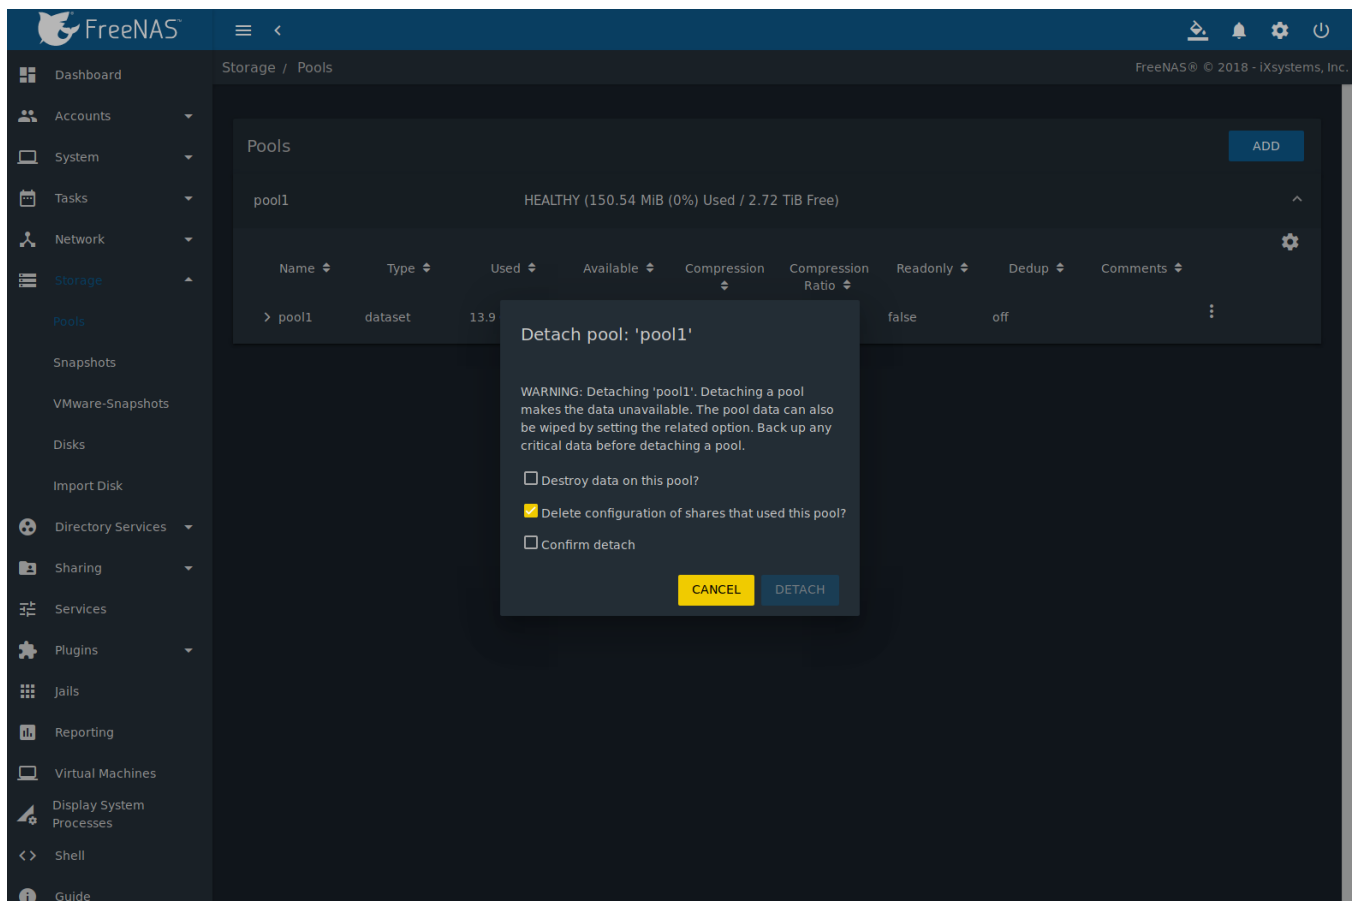 FreeNAS™
Storage / Pools
FreeNAS® © 2018 - iXsystems, Inc.
Dashboard
Accounts
System
Tasks
Network
Storage
Pools
Snapshots
VMware-Snapshots
Disks
Import Disk
Directory Services
Sharing
Services
Plugins
Jails
Reporting
Virtual Machines
Display System
Processes
Shell
Guide
Pools
ADD
pool1 HEALTHY (150.54 MiB (0%) Used / 2.72 TiB Free)
Name Type Used Available Compression Compression Readonly Dedup Comments
Ratio
pool1 dataset 13.9 false off
Detach pool: 'pool1'
WARNING: Detaching 'pool1'. Detaching a pool
makes the data unavailable. The pool data can also
be wiped by setting the related option. Back up any
critical data before detaching a pool.
Destroy data on this pool?
Delete configuration of shares that used this pool?
Confirm detach
CANCEL DETACH